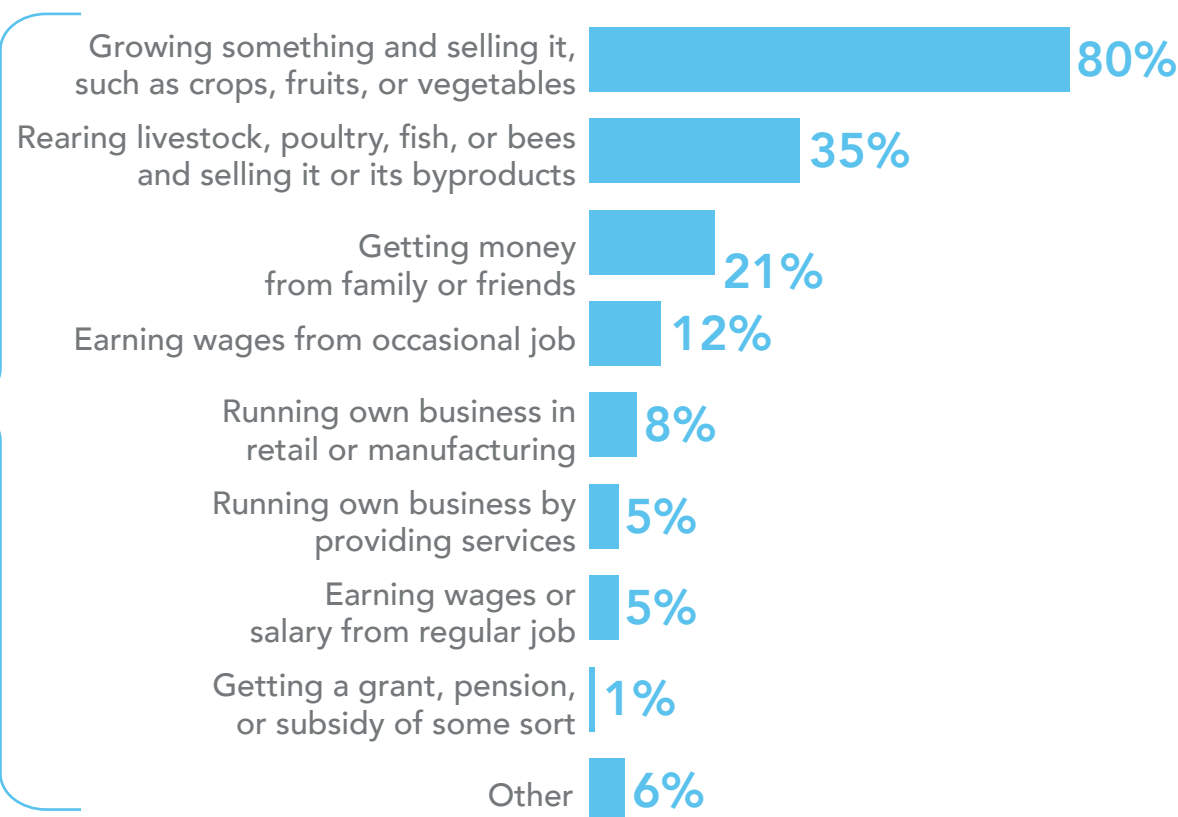 Growing something and selling it,
such as crops, fruits, or vegetables
80%
Rearing livestock, poultry, fish, or bees
and selling it or its byproducts
35%
Getting money
from family or friends
21%
Earning wages from occasional job
12%
Running own business in
retail or manufacturing
8%
Running own business by
providing services
5%
Earning wages or
salary from regular job
5%
Getting a grant, pension,
or subsidy of some sort
1%
Other
6%